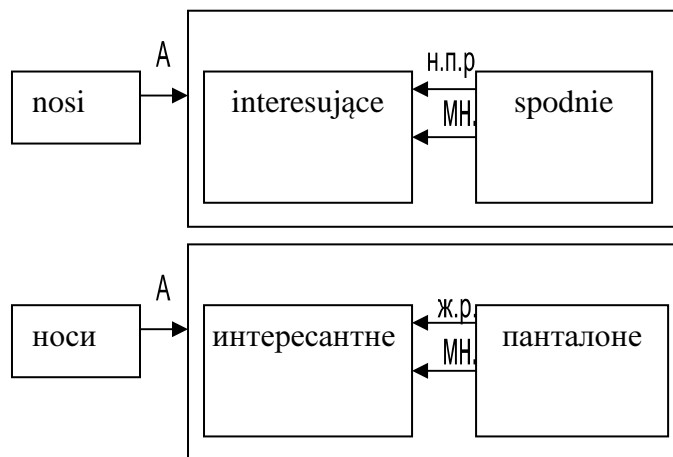 A
н.п.р
nosi
interesujące
spodnie
МН.
A
ж.р.
носи
интересантне
панталоне
МН.